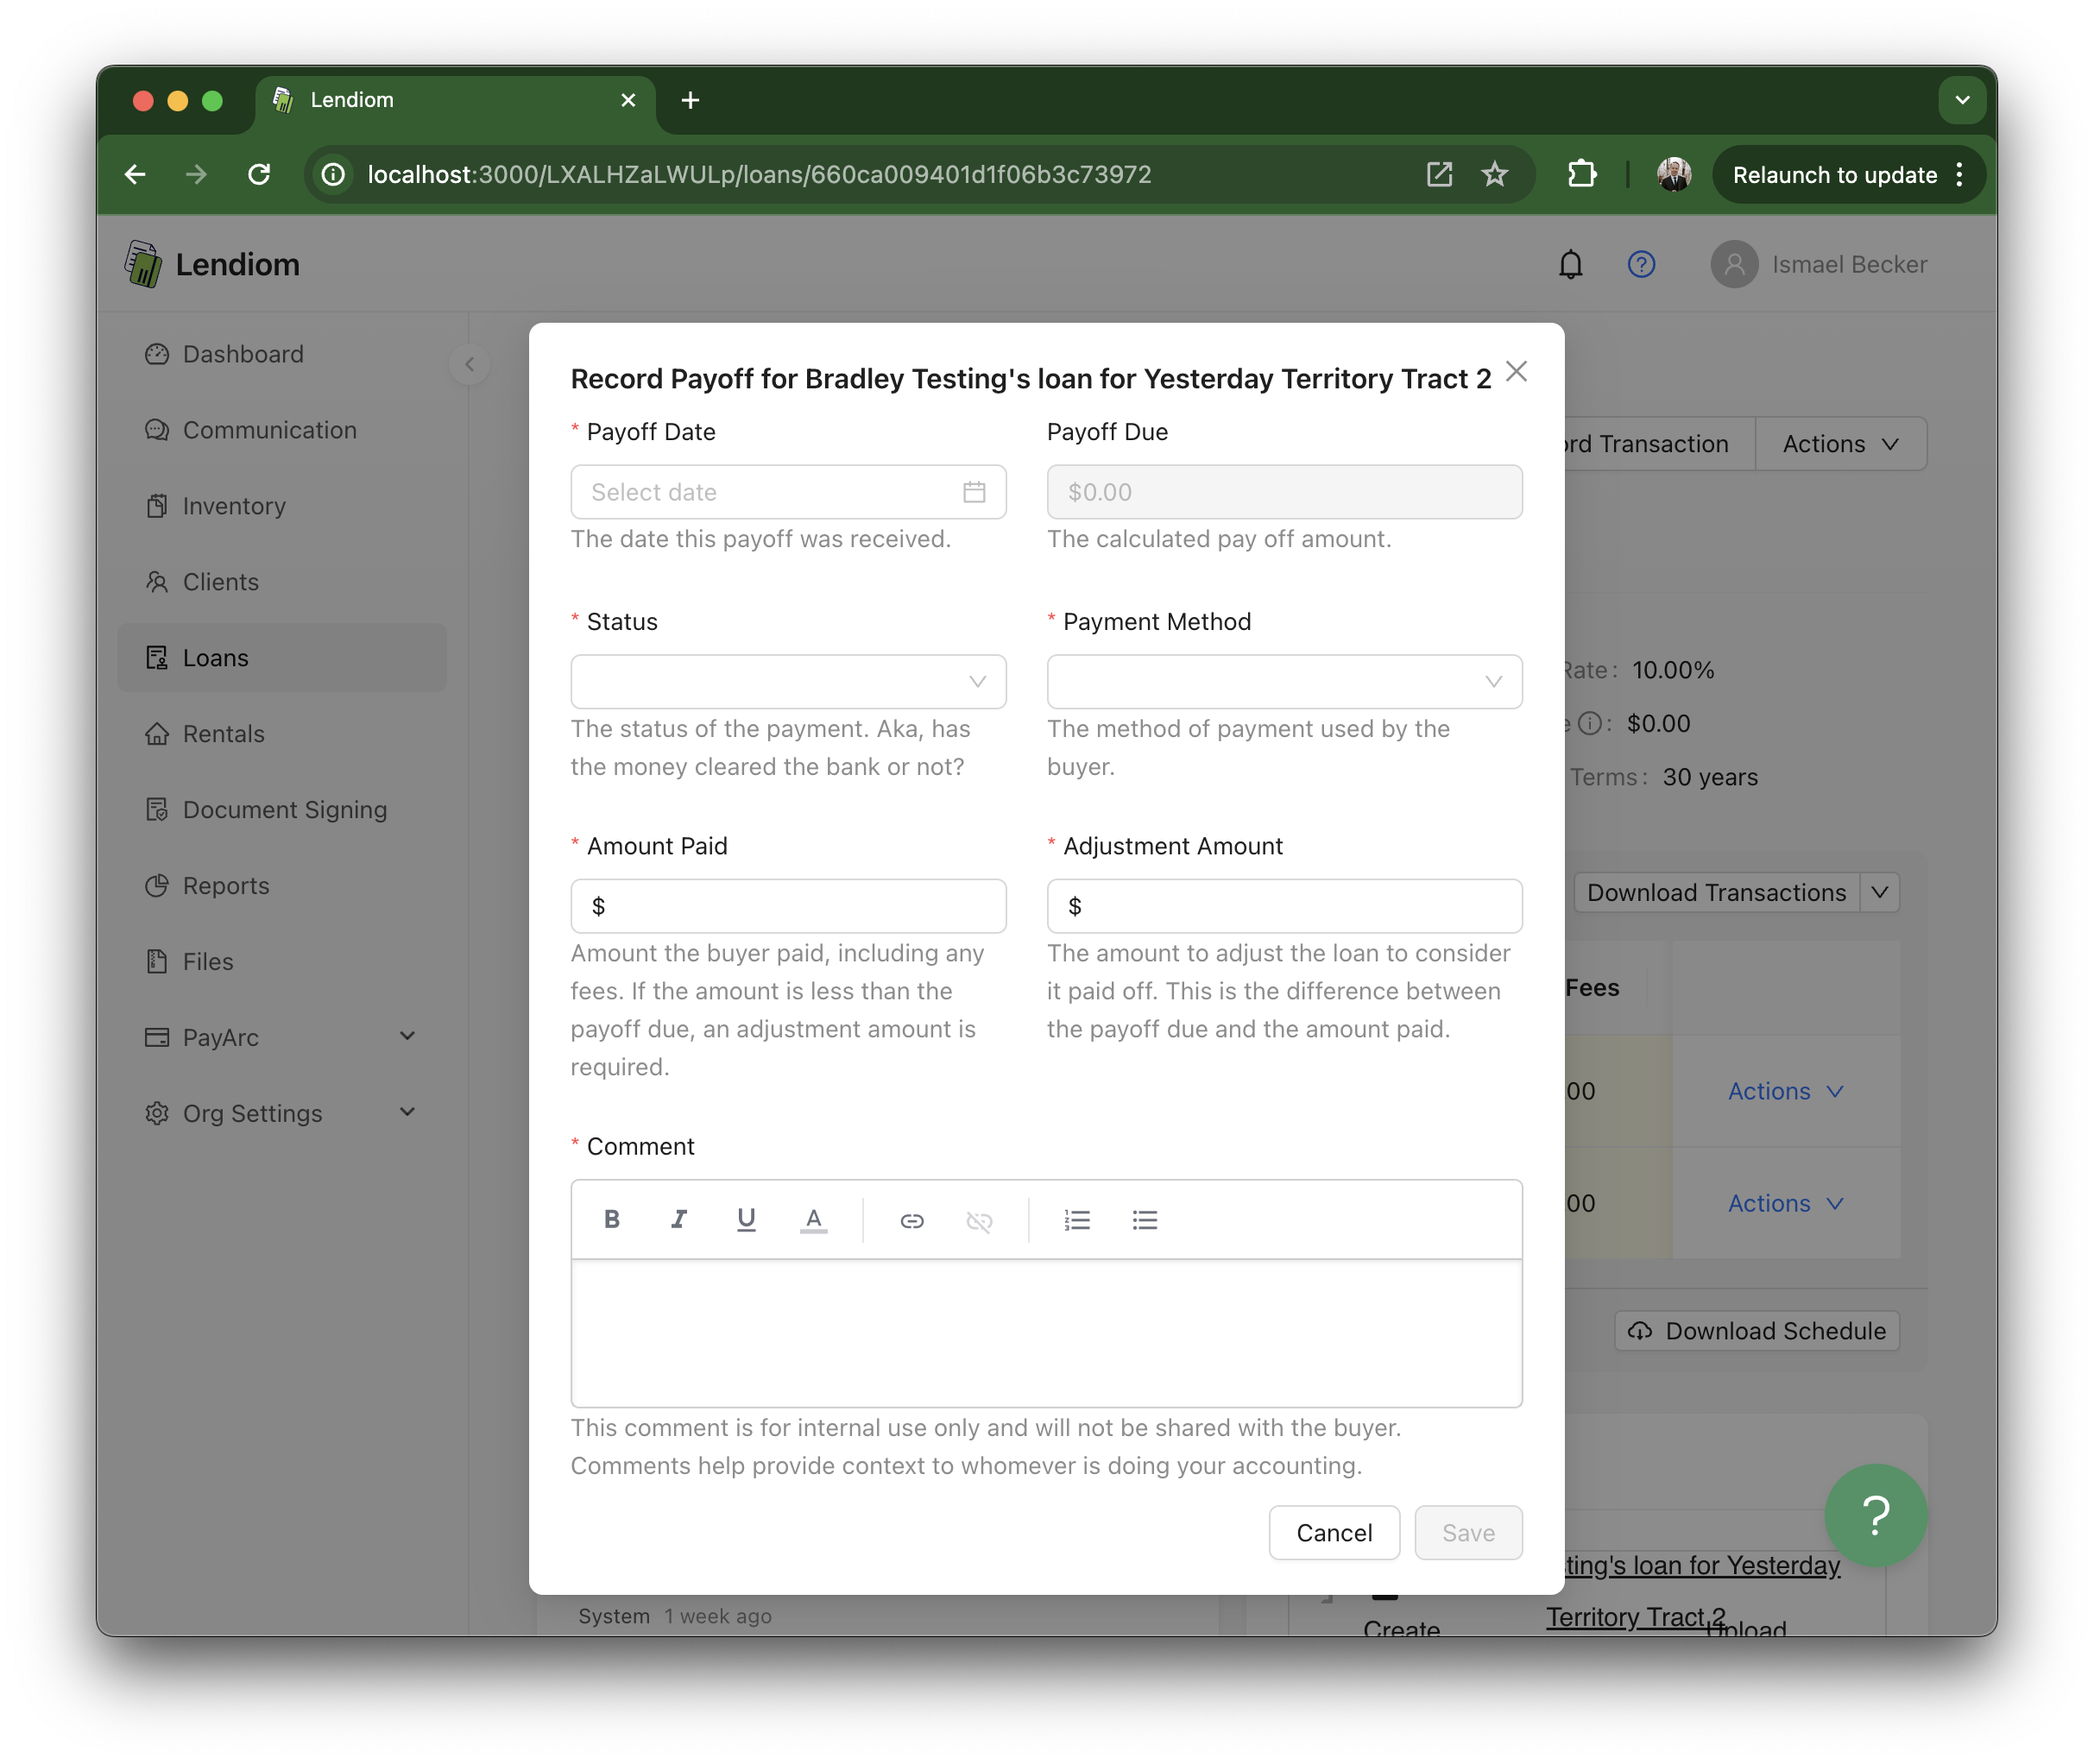 Lendiom
localhost:3000/LXALHZaLWULp/loans/660ca009401d1f06b3c73972
Relaunch to update
Lendiom
Ismael Becker
Dashboard
Communication
Inventory
Clients
Loans
Rentals
Document Signing
Reports
Files
PayArc
Org Settings
Record Payoff for Bradley Testing's loan for Yesterday Territory Tract 2
* Payoff Date
Select date
The date this payoff was received.
Payoff Due
$0.00
The calculated pay off amount.
* Status
The status of the payment. Aka, has
the money cleared the bank or not?
* Payment Method
The method of payment used by the
buyer.
* Amount Paid
$
Amount the buyer paid, including any
fees. If the amount is less than the
payoff due, an adjustment amount is
required.
* Adjustment Amount
$
The amount to adjust the loan to consider
it paid off. This is the difference between
the payoff due and the amount paid.
* Comment
B I U A
This comment is for internal use only and will not be shared with the buyer.
Comments help provide context to whomever is doing your accounting.
Cancel
Save
Transaction
Actions
10.00%
$0.00
Terms: 30 years
Download Transactions
Fees
00
Actions
00
Actions
Download Schedule
?
loan for Yesterday
Territory Tract 2
System 1 week ago
Create
Upload